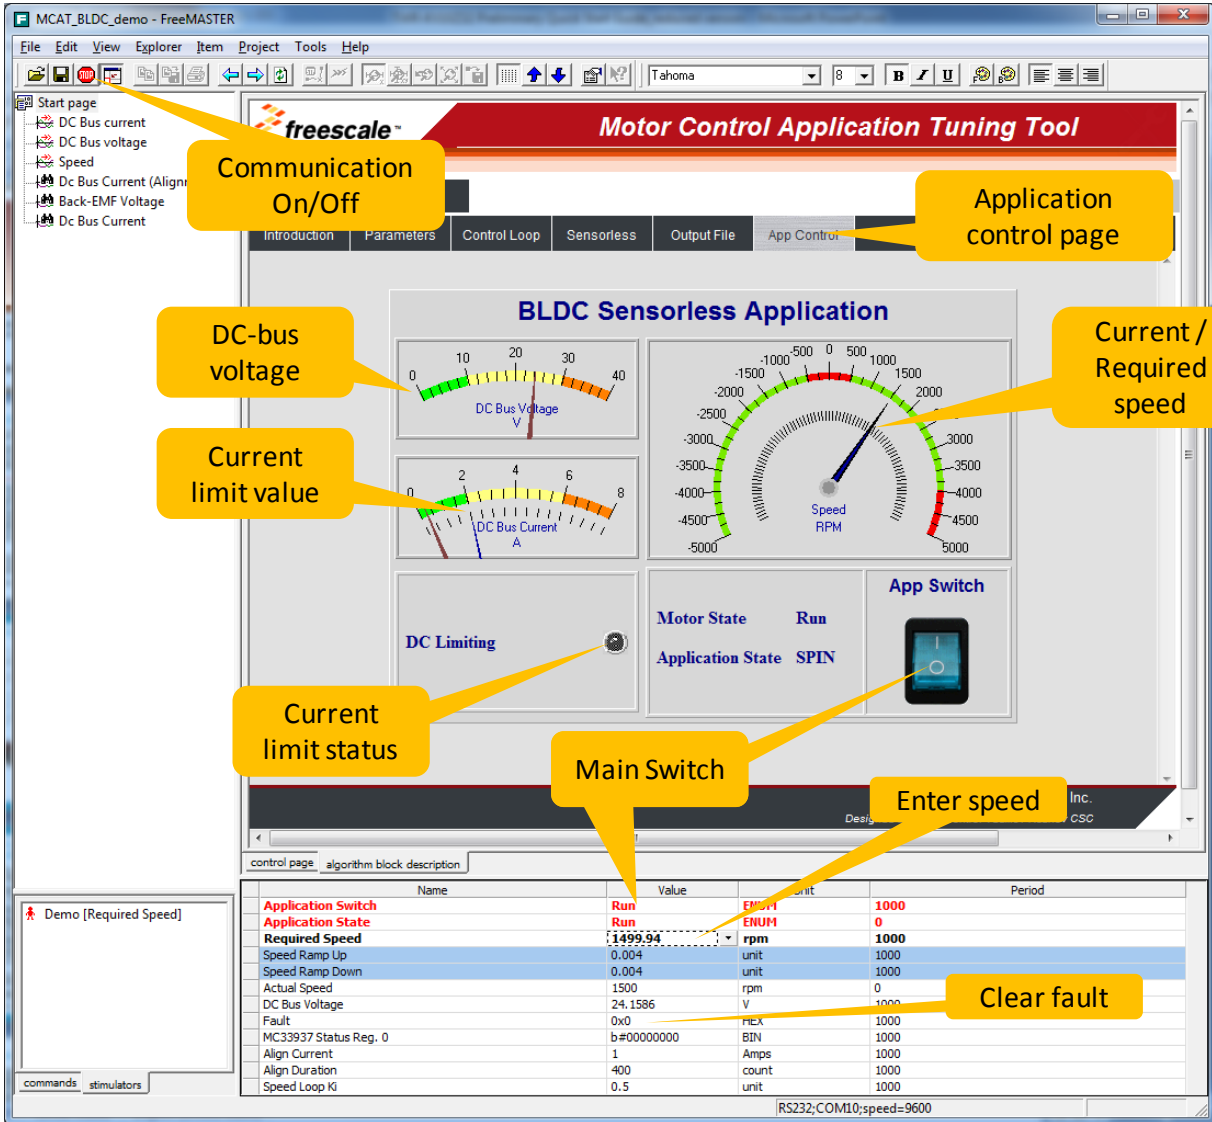 MCAT_BLDC_demo - FreeMASTER
File Edit View Explorer Item Project Tools Help
Tahoma 8 B I U
Start page
DC Bus current
DC Bus voltage
Speed
Dc Bus Current (Alignm
Back-EMF Voltage
Dc Bus Current
freescale™
Motor Control Application Tuning Tool
Communication
On/Off
Application
control page
Introduction Parameters Control Loop Sensorless Output File App Control
BLDC Sensorless Application
DC-bus
voltage
0 10 20 30 40
DC Bus Voltage
V
Current
limit value
0 2 4 6 8
DC Bus Current
A
Current /
Required
speed
-5000 -4500 -4000 -3500 -3000 -2500 -2000 -1500 -1000 -500 0 500 1000 1500 2000 3000 3500 4000 4500 5000
Speed
RPM
DC Limiting
Motor State Run
Application State SPIN
App Switch
Current
limit status
Main Switch
Enter speed
Inc.
CSC
control page algorithm block description
Name Value Unit Period
Application Switch Run ENUM 1000
Application State Run ENUM 0
Required Speed 1499.94 rpm 1000
Speed Ramp Up 0.004 unit 1000
Speed Ramp Down 0.004 unit 1000
Actual Speed 1500 rpm 0
DC Bus Voltage 24.1586 V 1000
Fault 0x0 HEX 1000
MC33937 Status Reg. 0 b#00000000 BIN 1000
Align Current 1 Amps 1000
Align Duration 400 count 1000
Speed Loop Ki 0.5 unit 1000
Clear fault
Demo [Required Speed]
commands stimulators
RS232;COM10;speed=9600